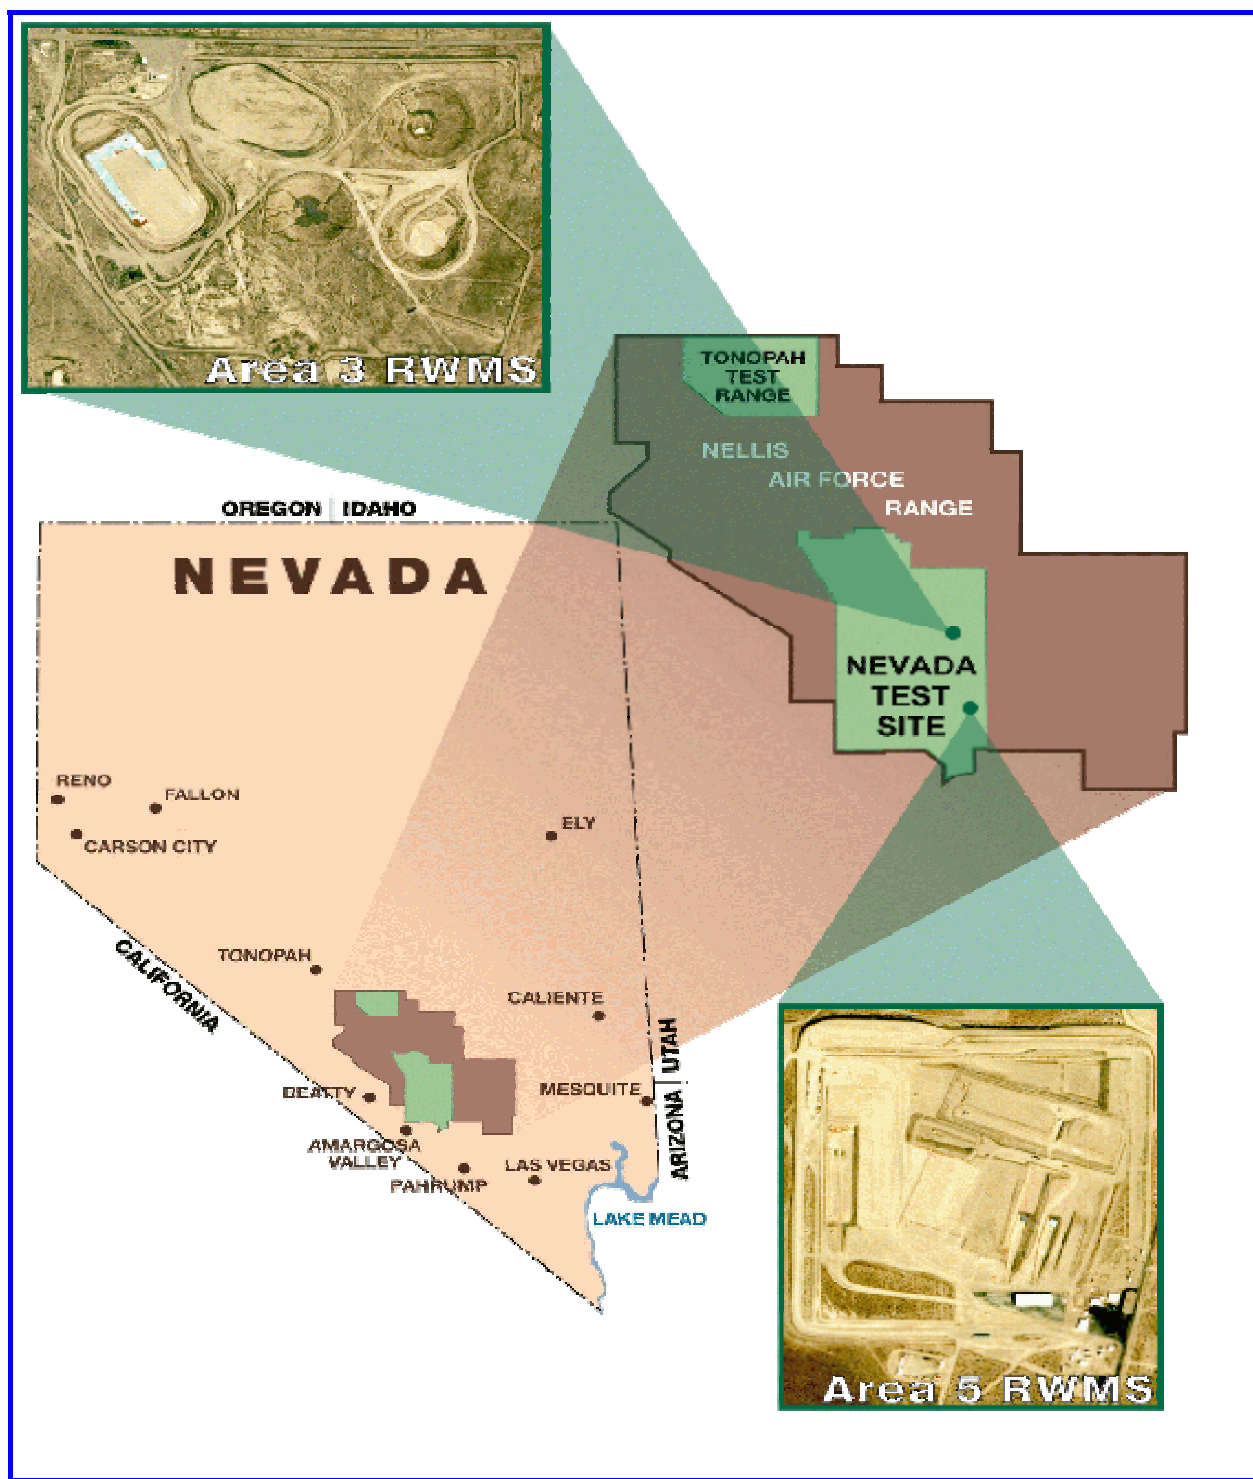 Area 3 RWMS
TONOPAH
TEST
RANGE
NELLIS
AIR FORCE
RANGE
OREGON
IDAHO
NEVADA
NEVADA
TEST
SITE
RENO
FALLON
CARSON CITY
ELY
CALIFORNIA
TONOPAH
CALIENTE
UTAH
ARIZONA
BEATTY
MESQUITE
AMARGOSA
VALLEY
PAHRUMP
LAS VEGAS
LAKE MEAD
Area 5 RWMS